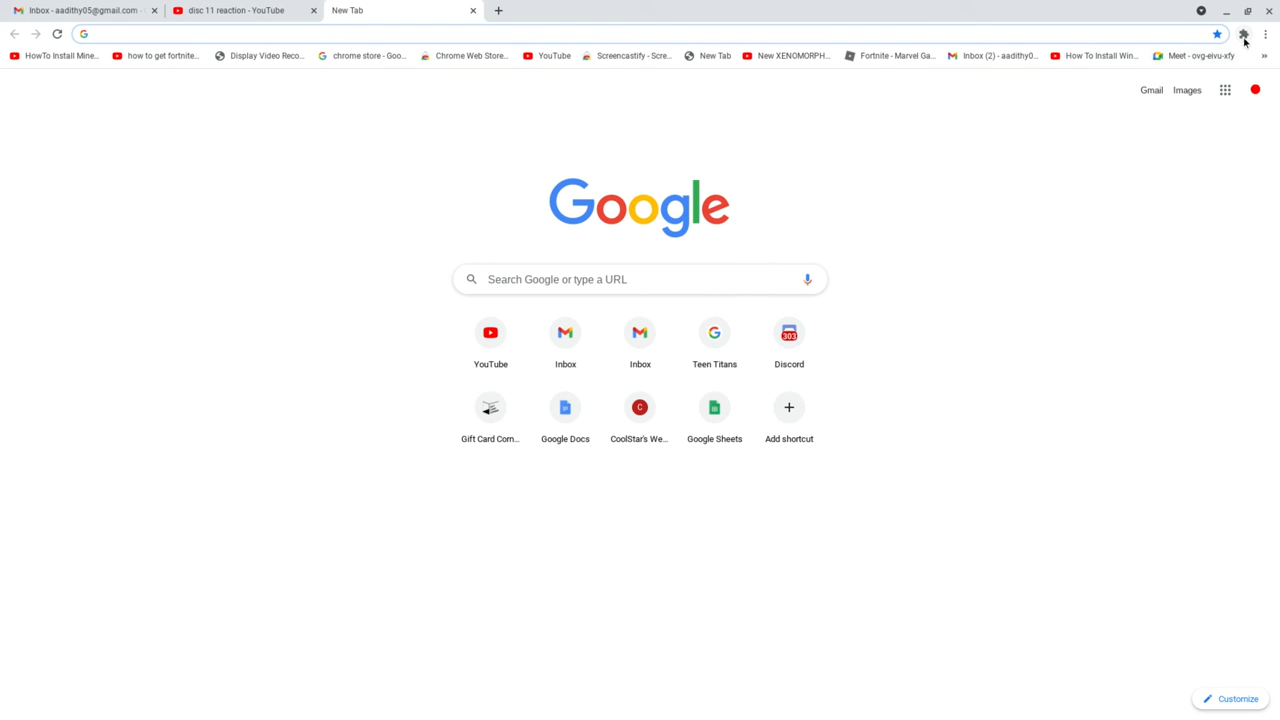 Inbox - aadithy05@gmail.com -
disc 11 reaction - YouTube
New Tab
HowTo Install Mine...
how to get fortnite...
Display Video Reco...
chrome store - Goo...
Chrome Web Store...
YouTube
Screencastify - Scre...
New Tab
New XENOMORPH...
Fortnite - Marvel Ga...
Inbox (2) - aadithy0...
How To Install Win...
Meet - ovg-eivu-xfy
»
Gmail
Images
Google
Search Google or type a URL
YouTube
Inbox
Inbox
Teen Titans
303
Discord
Gift Card Com...
Google Docs
C
CoolStar's We...
Google Sheets
Add shortcut
Customize